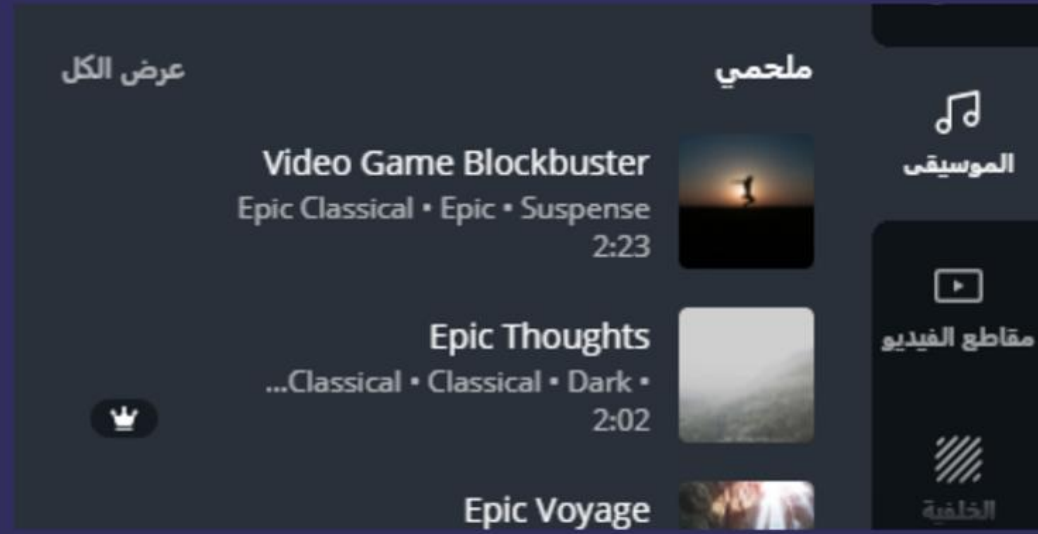 ملحمي
عرض الكل
Video Game Blockbuster
Epic Classical • Epic • Suspense
2:23
Epic Thoughts
...Classical • Classical • Dark •
2:02
Epic Voyage
الموسيقى
مقاطع الفيديو
الخلفية